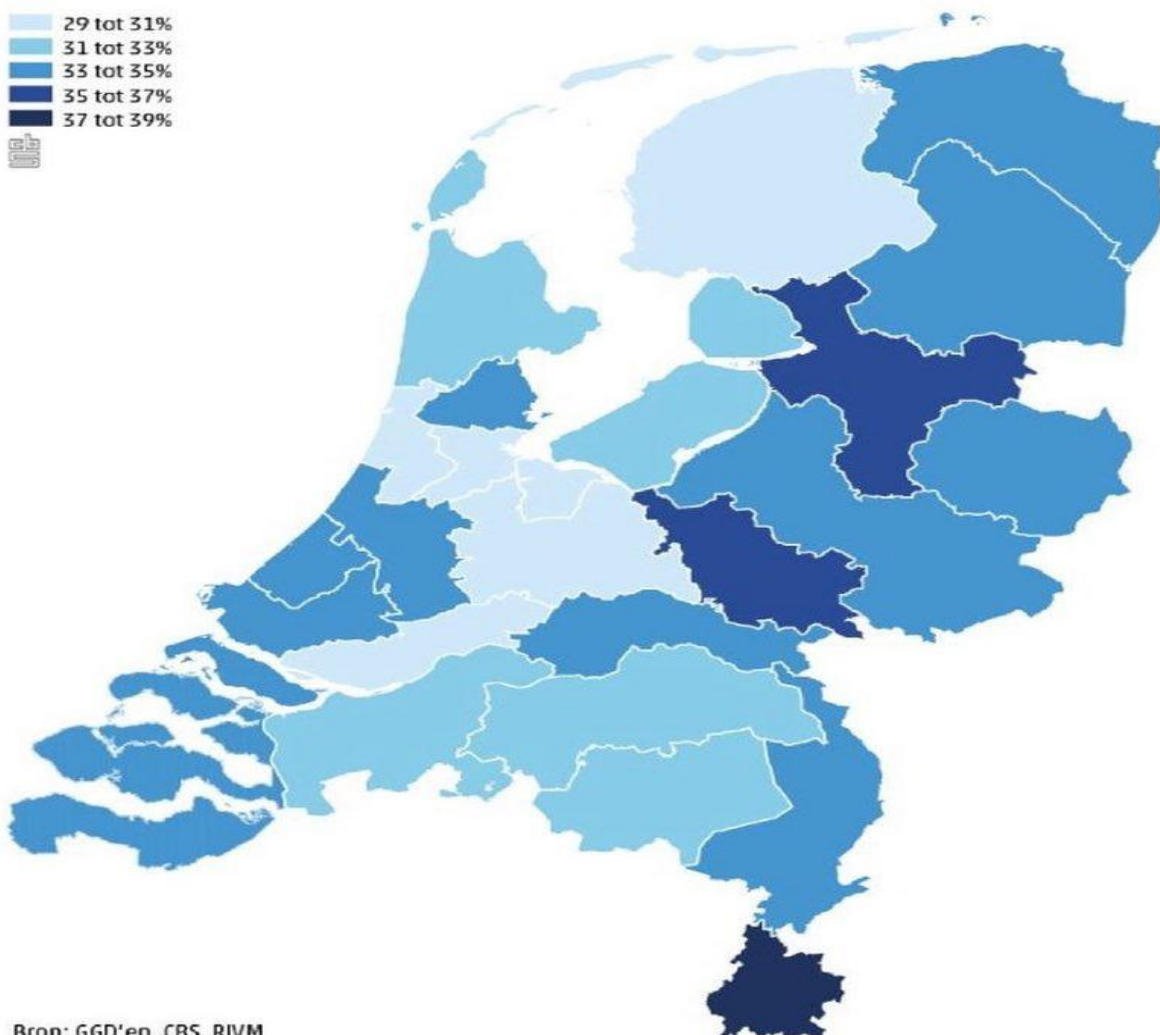 29 tot 31%
31 tot 33%
33 tot 35%
35 tot 37%
37 tot 39%
Bron: GGD'en, CBS, RIVM